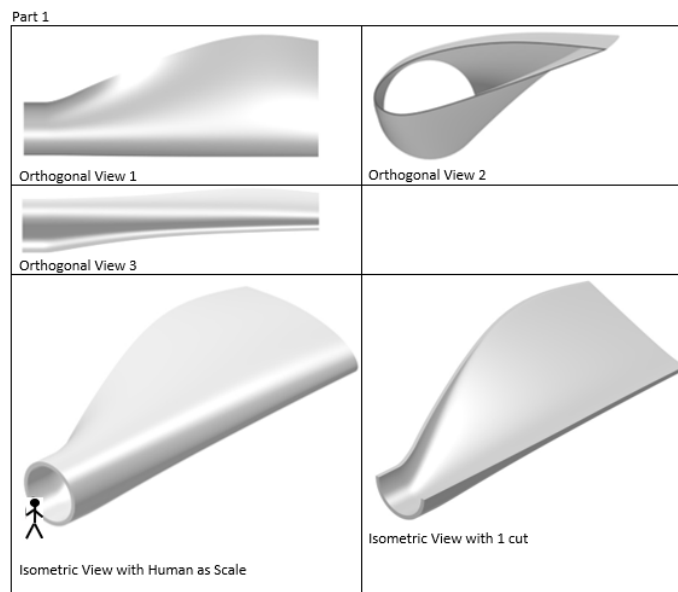 Part 1
Orthogonal View 1
Orthogonal View 2
Orthogonal View 3
Isometric View with Human as Scale
Isometric View with 1 cut